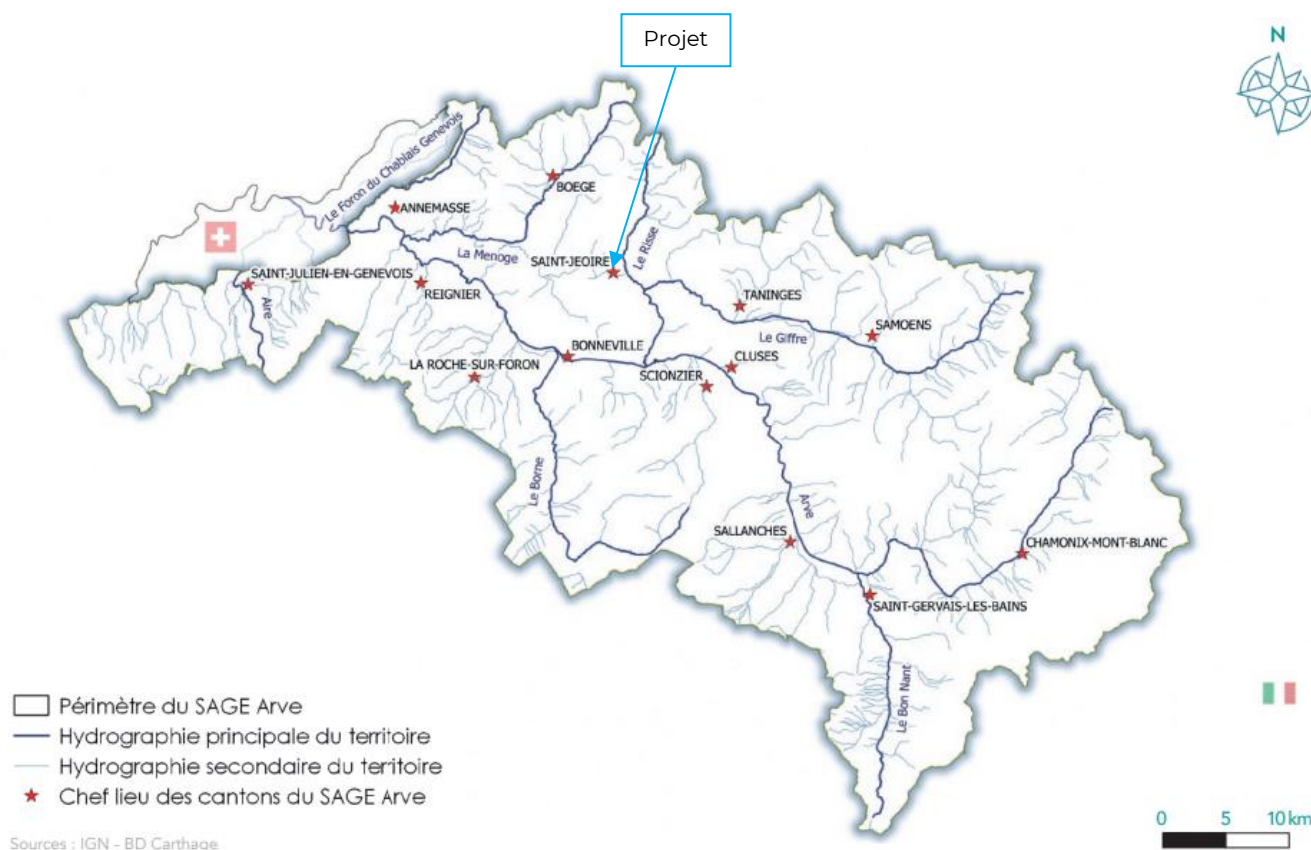 Projet
N
Le Foron du Chablais Genevois
BOEGE
ANNEMASSE
Le Risse
La Menoge
SAINT-JEOIRE
SAINT-JULIEN-EN-GENEVOIS
REIGNIER
Aire
TANINGES
SAMOENS
Le Giffre
BONNEVILLE
CLUSES
LA ROCHE-SUR-FORON
SCIONZIER
Le Borne
Arve
SALLANCHES
CHAMONIX-MONT-BLANC
SAINT-GERVAIS-LES-BAINS
Le Bon Nant
Périmètre du SAGE Arve
Hydrographie principale du territoire
Hydrographie secondaire du territoire
Chef lieu des cantons du SAGE Arve
0 5 10 km
Sources : IGN - BD Carthage